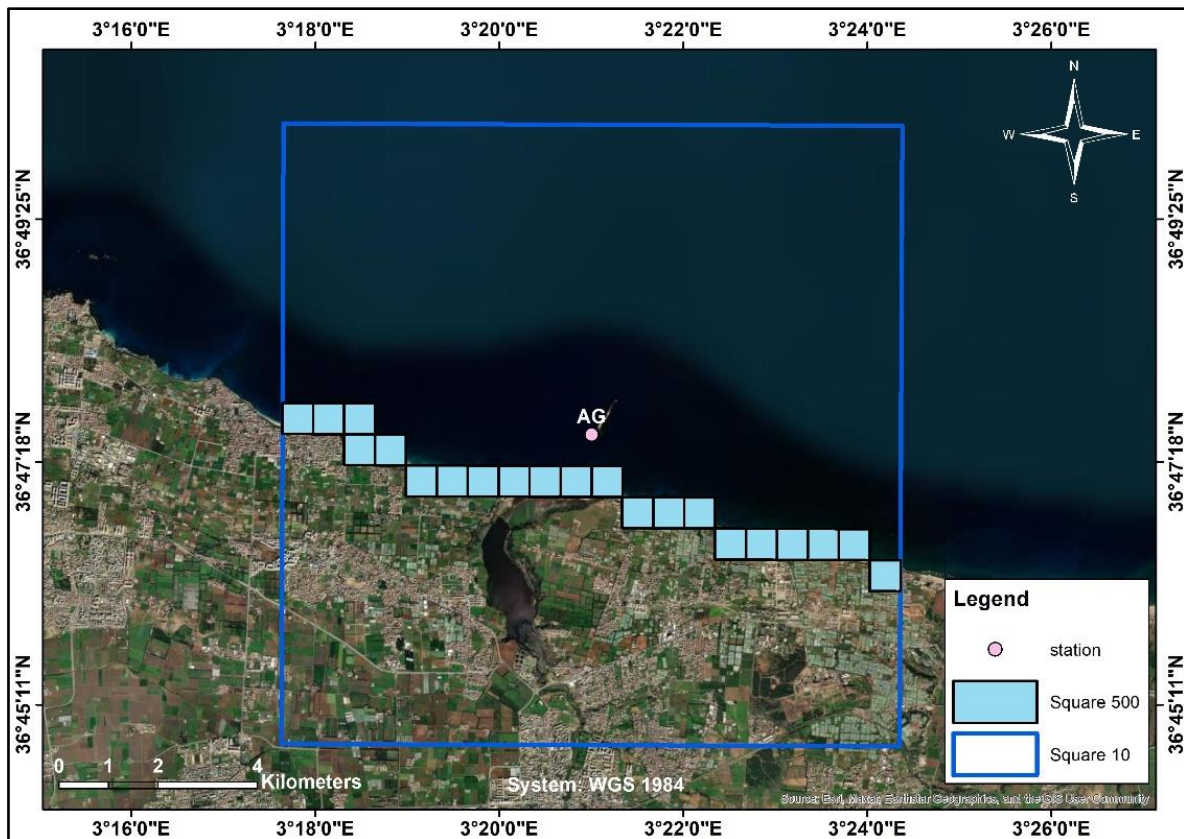 3°16'0"E 3°18'0"E 3°20'0"E 3°22'0"E 3°24'0"E 3°26'0"E
N
W E
S
36°49'25"N 36°49'25"N
AG
36°47'18"N 36°47'18"N
Legend
station
Square 500
Square 10
36°45'11"N 36°45'11"N
0 1 2 4
Kilometers
System: WGS 1984
Source: Esri, Maxar, Earthstar Geographics, and the GIS User Community
3°16'0"E 3°18'0"E 3°20'0"E 3°22'0"E 3°24'0"E 3°26'0"E